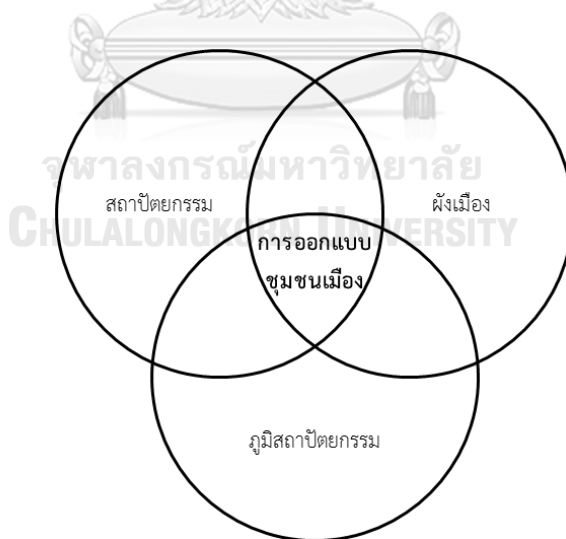 จุฬาลงกรณ์มหาวิทยาลัย
สถาปัตยกรรม
ผังเมือง
CHULALONGKORN UNIVERSITY
การออกแบบ
ชุมชนเมือง
ภูมิสถาปัตยกรรม